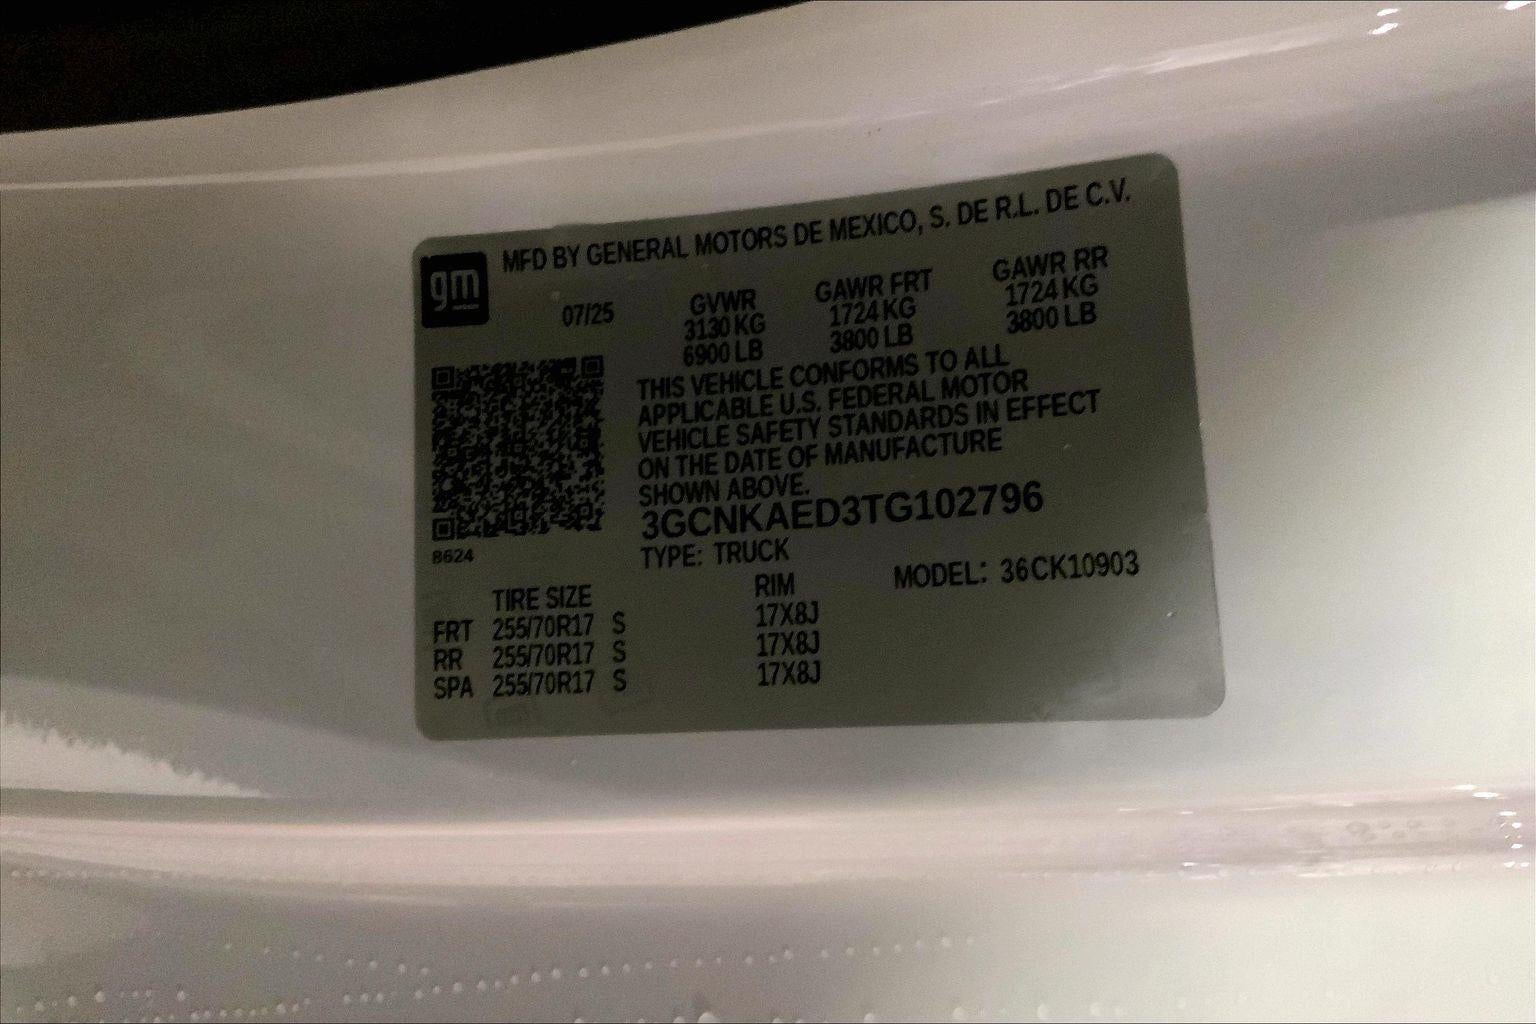 gm
MFD BY GENERAL MOTORS DE MEXICO, S. DE R.L. DE C.V.
07/25 GVWR GAWR FRT GAWR RR
3130 KG 1724 KG 1724 KG
6900 LB 3800 LB 3800 LB
THIS VEHICLE CONFORMS TO ALL
APPLICABLE U.S. FEDERAL MOTOR
VEHICLE SAFETY STANDARDS IN EFFECT
ON THE DATE OF MANUFACTURE
SHOWN ABOVE.
3GCNKAED3TG102796
8624
TYPE: TRUCK
TIRE SIZE RIM MODEL: 36CK10903
FRT 255/70R17 S 17X8J
RR 255/70R17 S 17X8J
SPA 255/70R17 S 17X8J